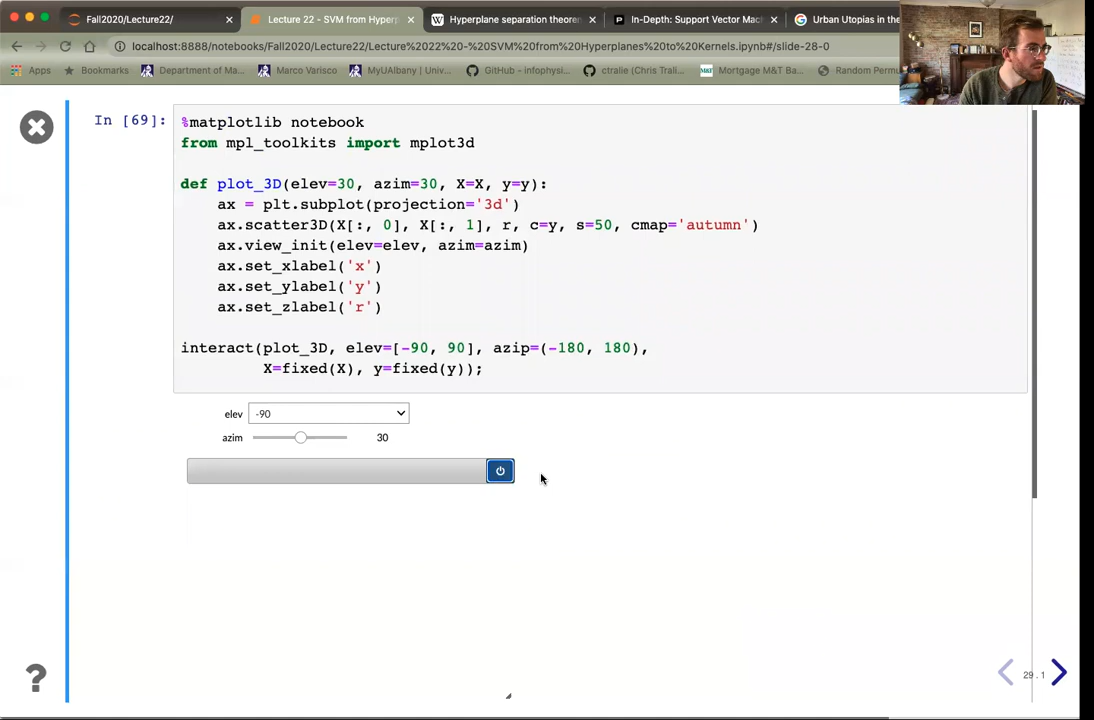 Fall2020/Lecture22/
Lecture 22 - SVM from Hyperp
Hyperplane separation theorem
In-Depth: Support Vector Mac
Urban Utopias in the
localhost:8888/notebooks/Fall2020/Lecture22/Lecture%2022%20-%20SVM%20from%20Hyperplanes%20to%20Kernels.ipynb#/slide-28-0
Apps
Bookmarks
Department of Ma...
Marco Varisco
MyUAlbany | Univ...
GitHub - infophysi...
ctralie (Chris Tralie...
M&T
Mortgage M&T Ba...
Random Permu
In [69]:
%matplotlib notebook
from mpl_toolkits import mplot3d
def plot_3D(elev=30, azim=30, X=X, y=y):
ax = plt.subplot(projection='3d')
ax.scatter3D(X[:, 0], X[:, 1], r, c=y, s=50, cmap='autumn')
ax.view_init(elev=elev, azim=azim)
ax.set_xlabel('x')
ax.set_ylabel('y')
ax.set_zlabel('r')
interact(plot_3D, elev=[-90, 90], azip=(-180, 180),
X=fixed(X), y=fixed(y));
elev
-90
azim
30
?
29.1